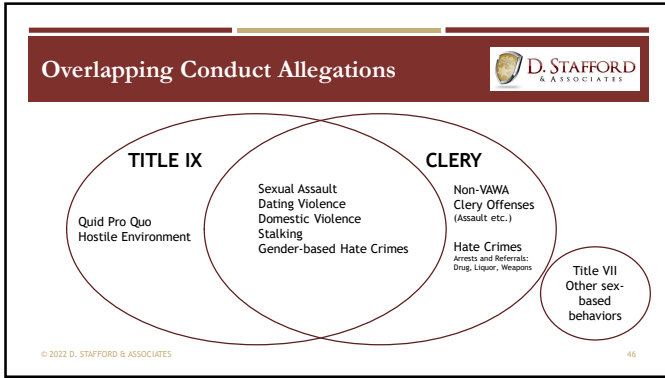 Overlapping Conduct Allegations
D. STAFFORD
& ASSOCIATES
TITLE IX
Quid Pro Quo
Hostile Environment
Sexual Assault
Dating Violence
Domestic Violence
Stalking
Gender-based Hate Crimes
CLERY
Non-VAWA
Clery Offenses
(Assault etc.)
Hate Crimes
Arrests and Referrals:
Drug, Liquor, Weapons
Title VII
Other sex-
based
behaviors
© 2022 D. STAFFORD & ASSOCIATES
46